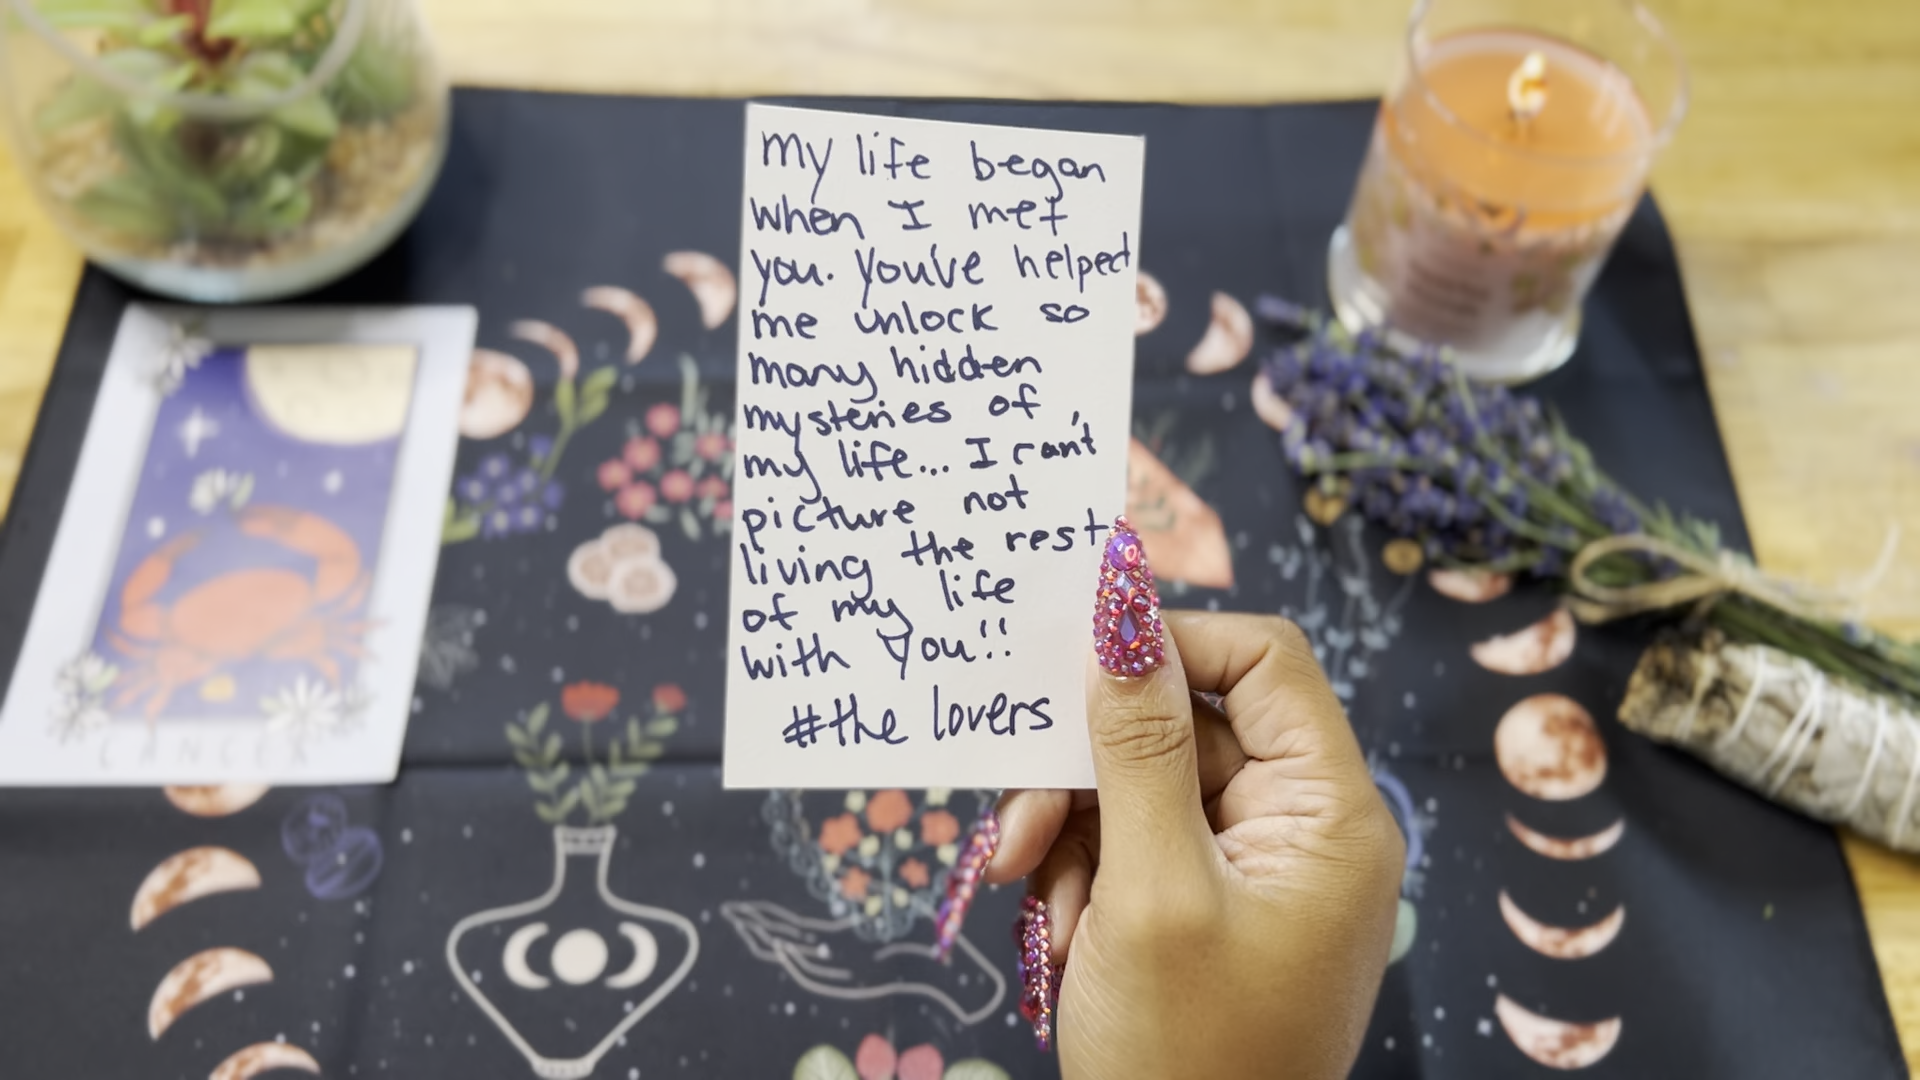 my life began
when I met
you. You've helped
me unlock so
many hidden
mysteries of
my life... I can't
picture not
living the rest
of my life
with You!!
#the lovers
CANCER